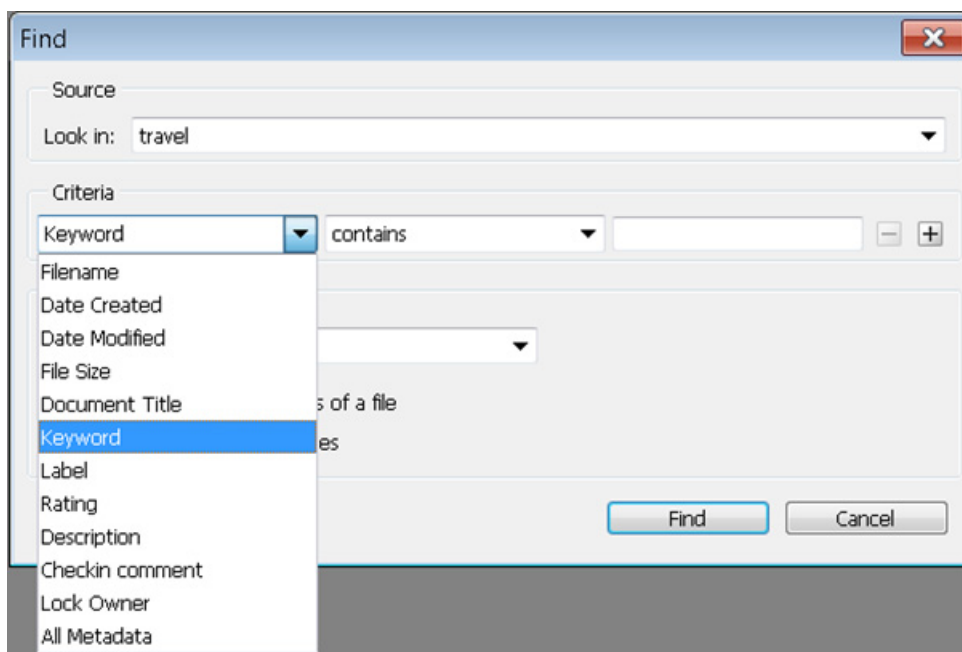 Find
Source
Look in: travel
Criteria
Keyword contains
Filename
Date Created
Date Modified
File Size
Document Title
s of a file
Keyword
es
Label
Rating
Find Cancel
Description
Checkin comment
Lock Owner
All Metadata